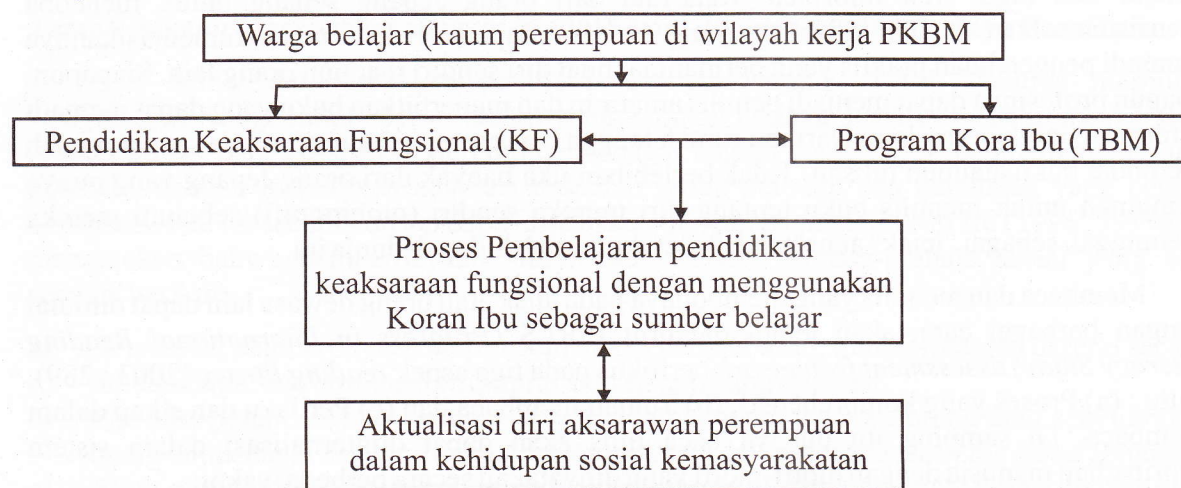 Warga belajar (kaum perempuan di wilayah kerja PKBM
Pendidikan Keaksaraan Fungsional (KF)
Program Kora Ibu (TBM)
Proses Pembelajaran pendidikan
keaksaraan fungsional dengan menggunakan
Koran Ibu sebagai sumber belajar
Aktualisasi diri aksarawan perempuan
dalam kehidupan sosial kemasyarakatan